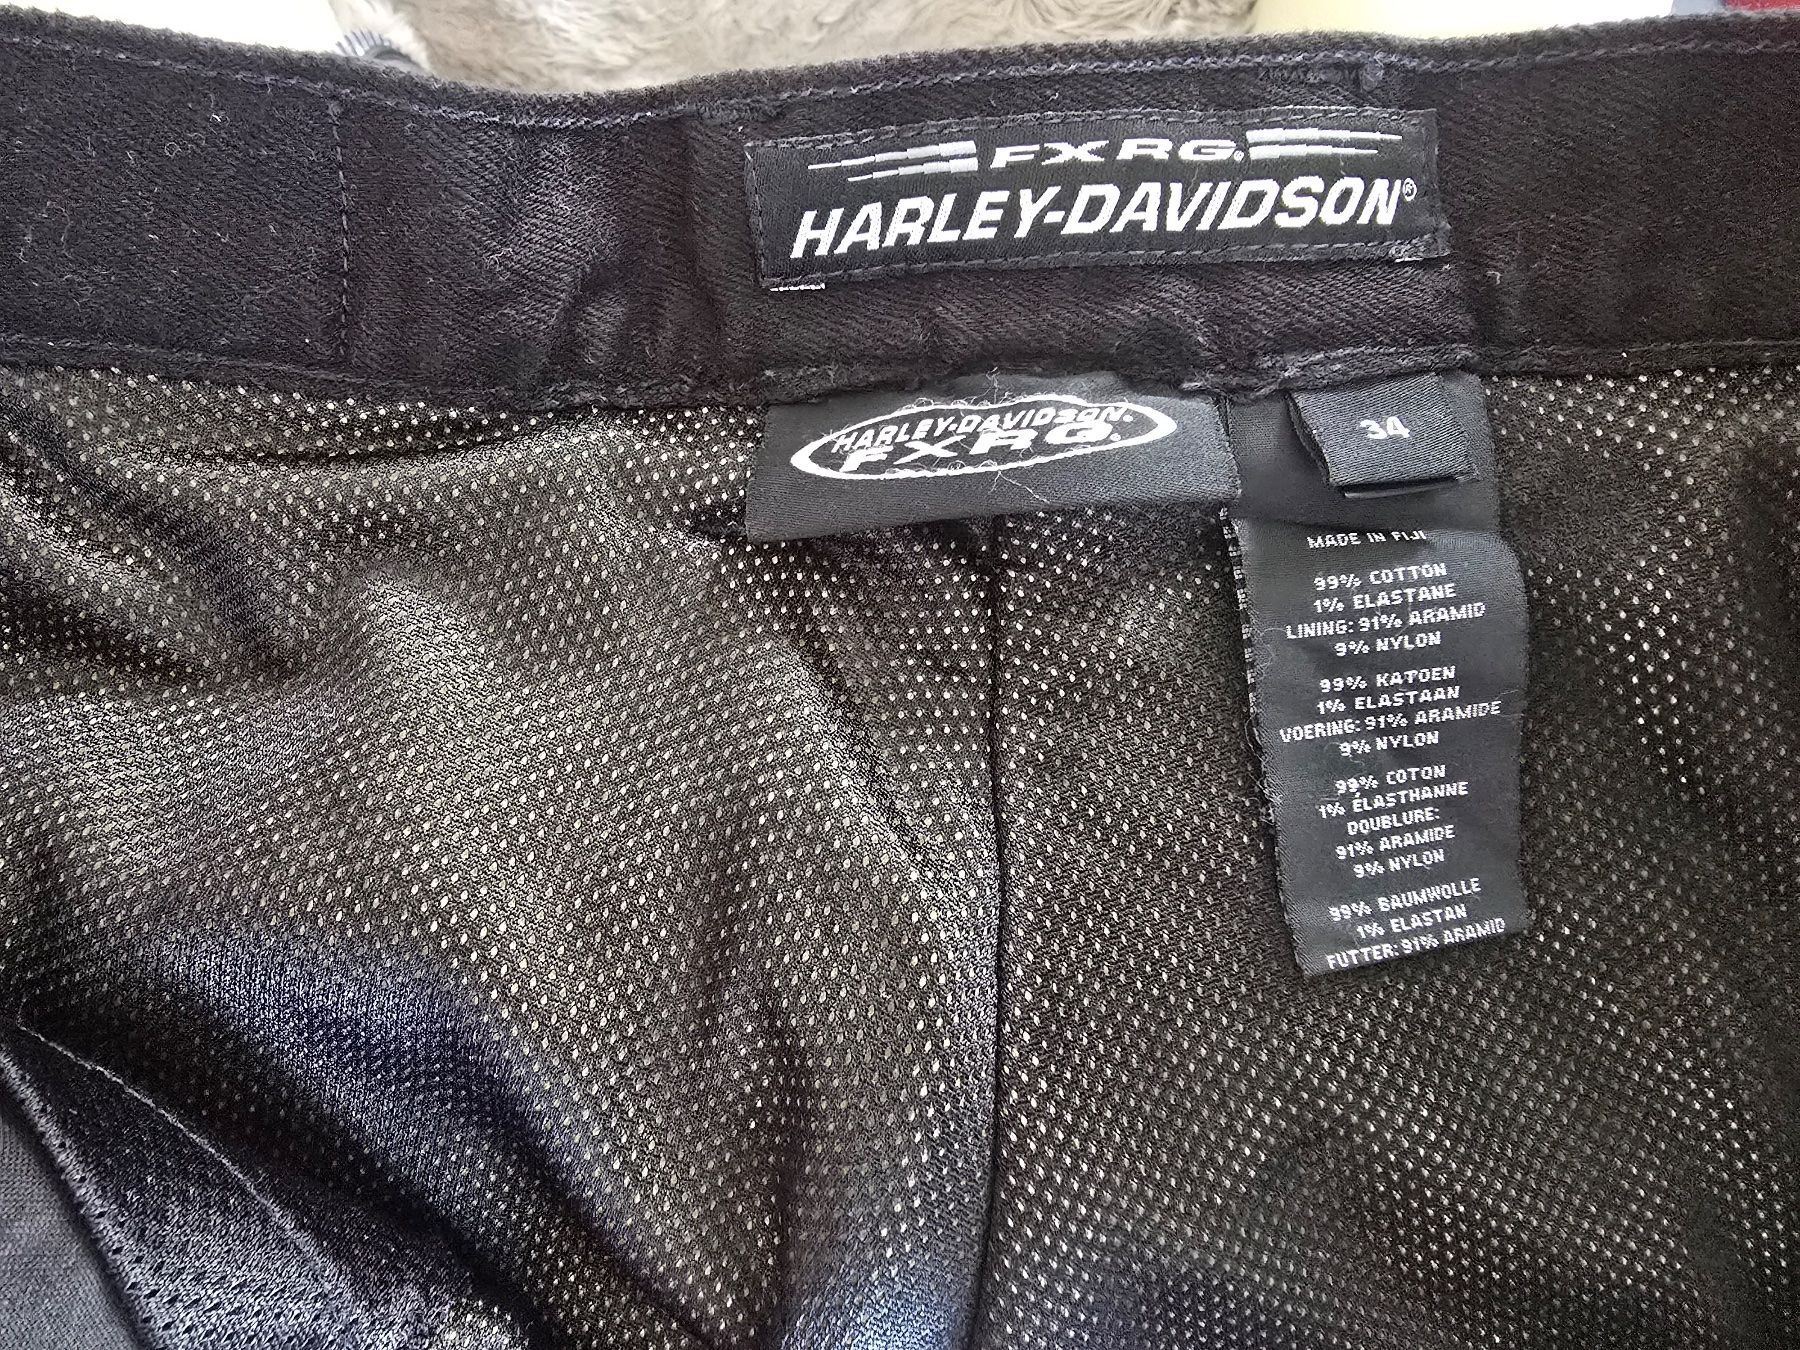 FXRG®
HARLEY-DAVIDSON®
HARLEY-DAVIDSON®
FXRG®
34
MADE IN FIJI
99% COTTON
1% ELASTANE
LINING: 91% ARAMID
9% NYLON
99% KATOEN
1% ELASTAAN
VOERING: 91% ARAMIDE
9% NYLON
99% COTON
1% ÉLASTHANNE
DOUBLURE:
91% ARAMIDE
9% NYLON
99% BAUMWOLLE
1% ELASTAN
FUTTER: 91% ARAMID